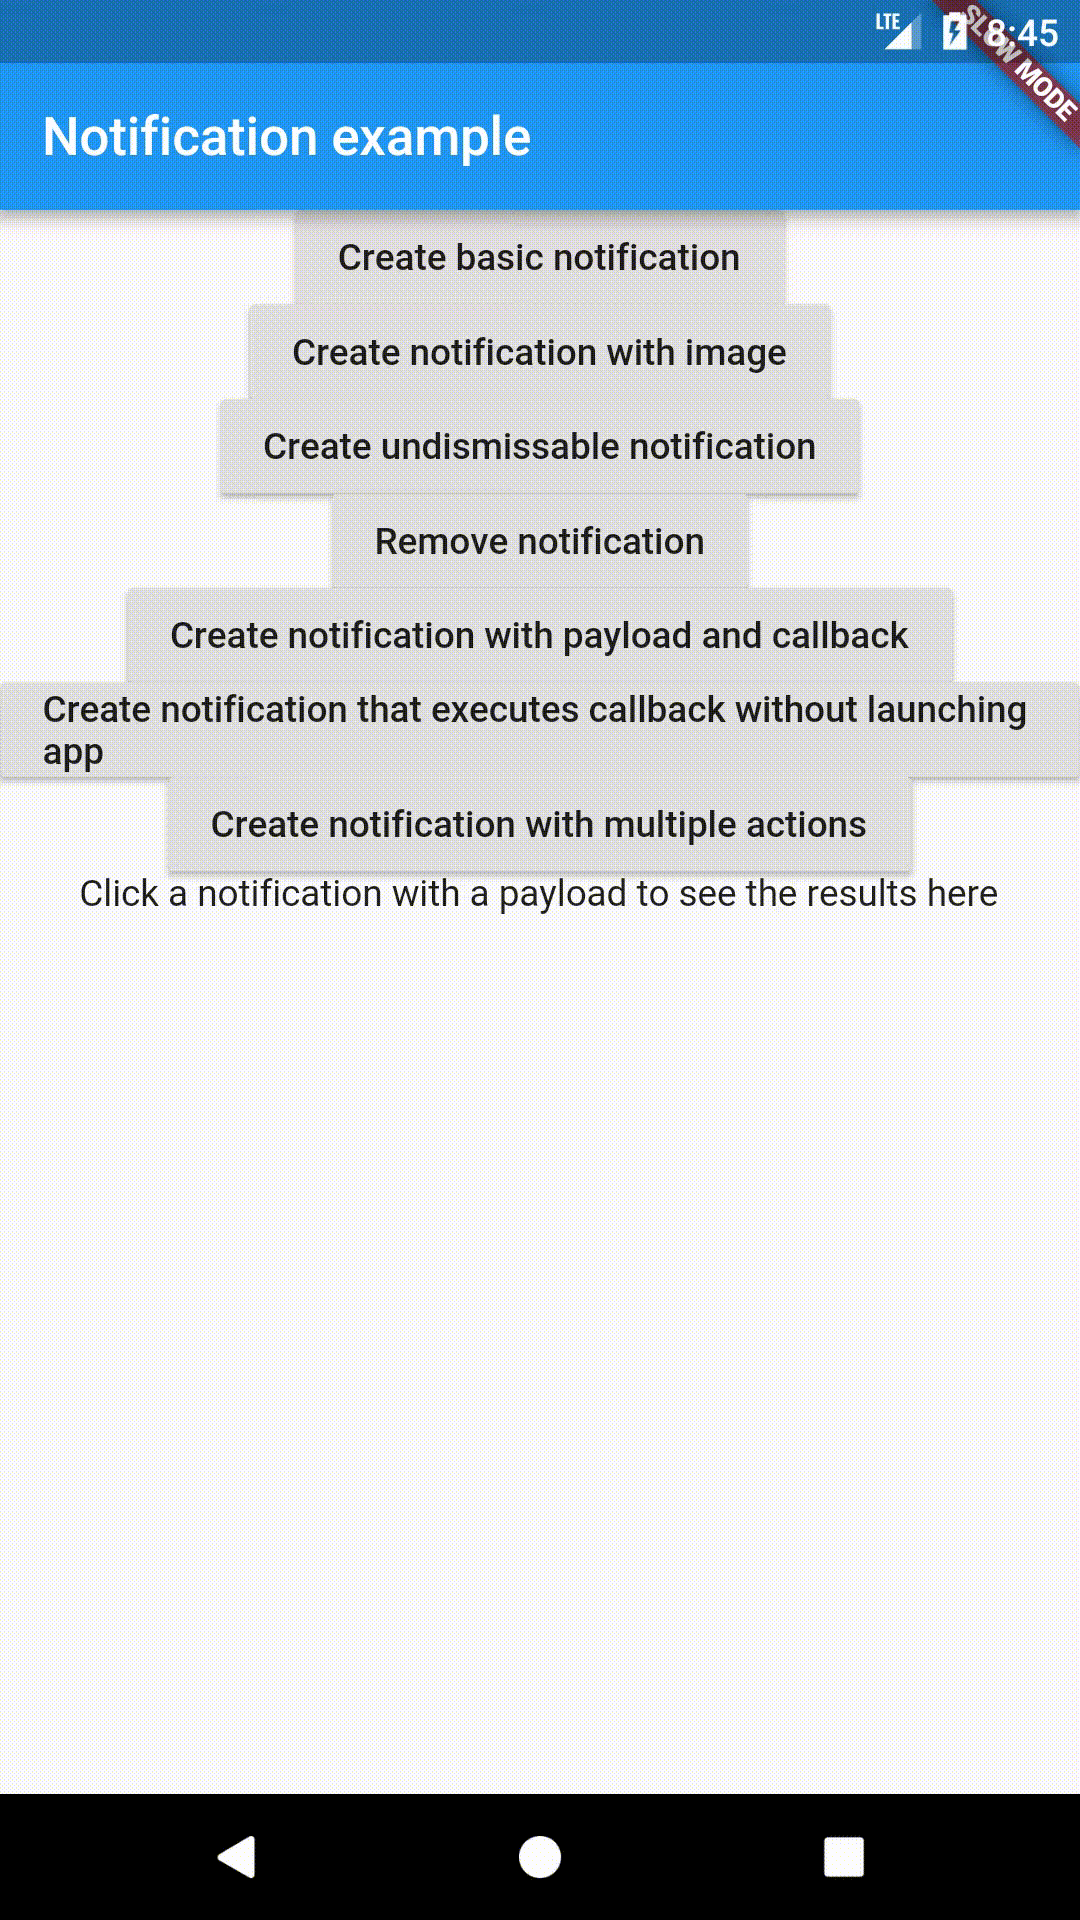 LTE
8:45
SLOW MODE
Notification example
Create basic notification
Create notification with image
Create undismissable notification
Remove notification
Create notification with payload and callback
Create notification that executes callback without launching
app
Create notification with multiple actions
Click a notification with a payload to see the results here